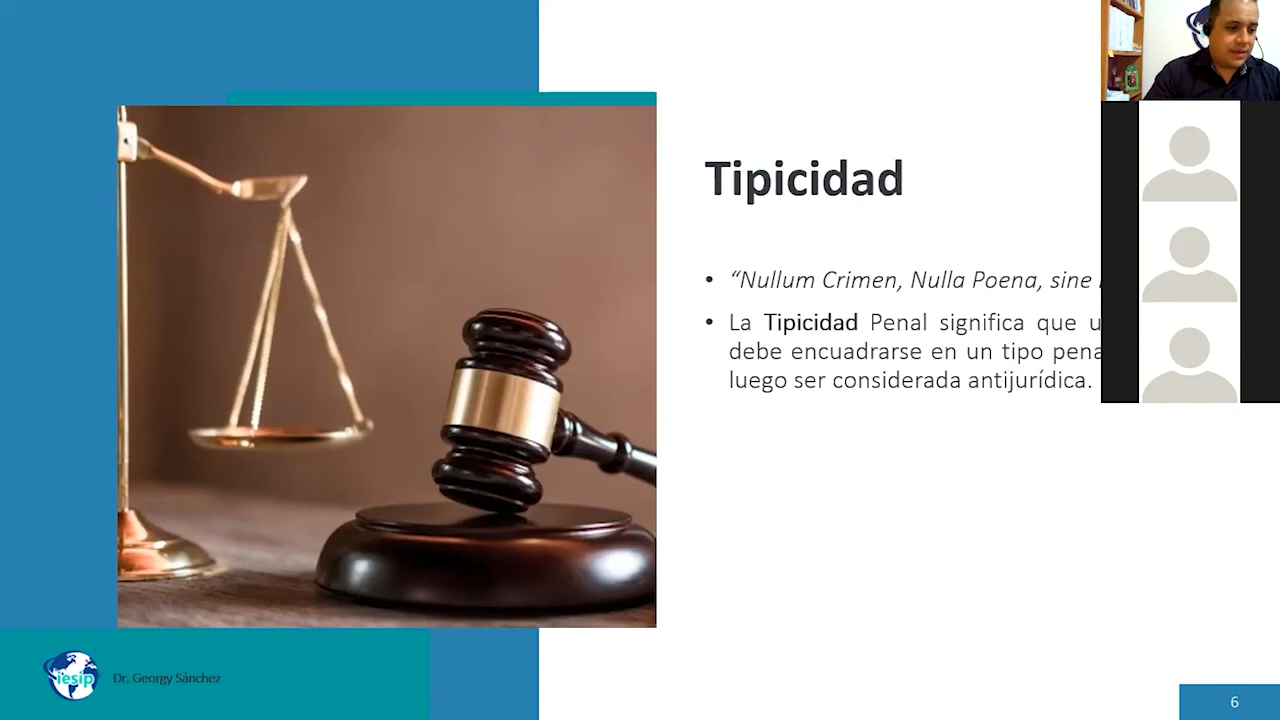 Tipicidad
• “Nullum Crimen, Nulla Poena, sine
• La Tipicidad Penal significa que
debe encuadrarse en un tipo
luego ser considerada antijurídica.
iesip
Dr. Georgy Sánchez
6